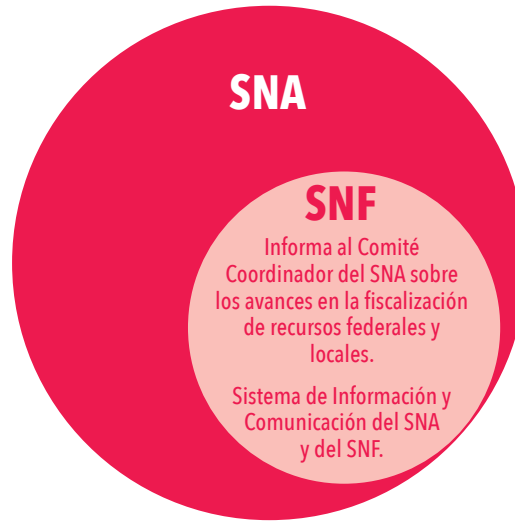 SNA
SNF
Informa al Comité
Coordinador del SNA sobre
los avances en la fiscalización
de recursos federales y
locales.
Sistema de Información y
Comunicación del SNA
y del SNF.